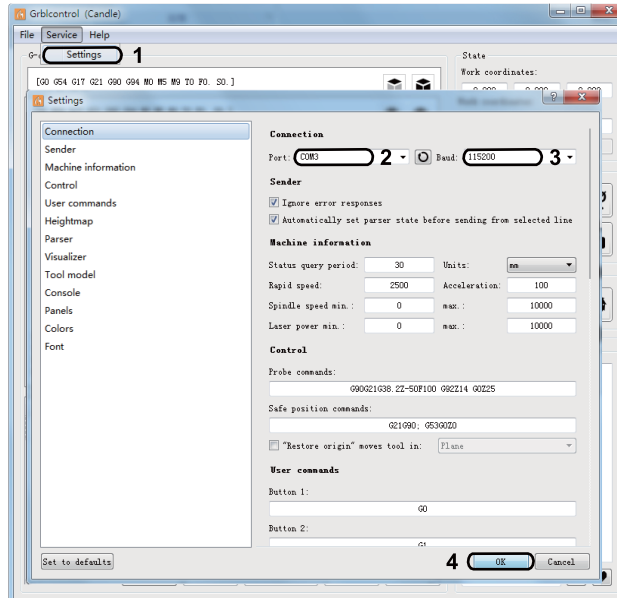 Grblcontrol (Candle)
File Service Help
Settings 1
State
Work coordinates:
[G0 G54 G17 G21 G90 G94 M0 M5 M9 T0 F0. S0.]
0.000 0.000 0.000
Settings
Connection
Sender
Machine information
Control
User commands
Heightmap
Parser
Visualizer
Tool model
Console
Panels
Colors
Font
Connection
Port: COM3 2 Baud: 115200 3
Sender
Ignore error responses
Automatically set parser state before sending from selected line
Machine information
Status query period: 30 Units: mm
Rapid speed: 2500 Acceleration: 100
Spindle speed min.: 0 max.: 10000
Laser power min.: 0 max.: 10000
Control
Probe commands:
G90G21G38.2Z-50F100 G92Z14 G0Z25
Safe position commands:
G21G90; G53G0Z0
"Restore origin" moves tool in: Plane
User commands
Button 1:
G0
Button 2:
G1
Set to defaults 4 OK Cancel